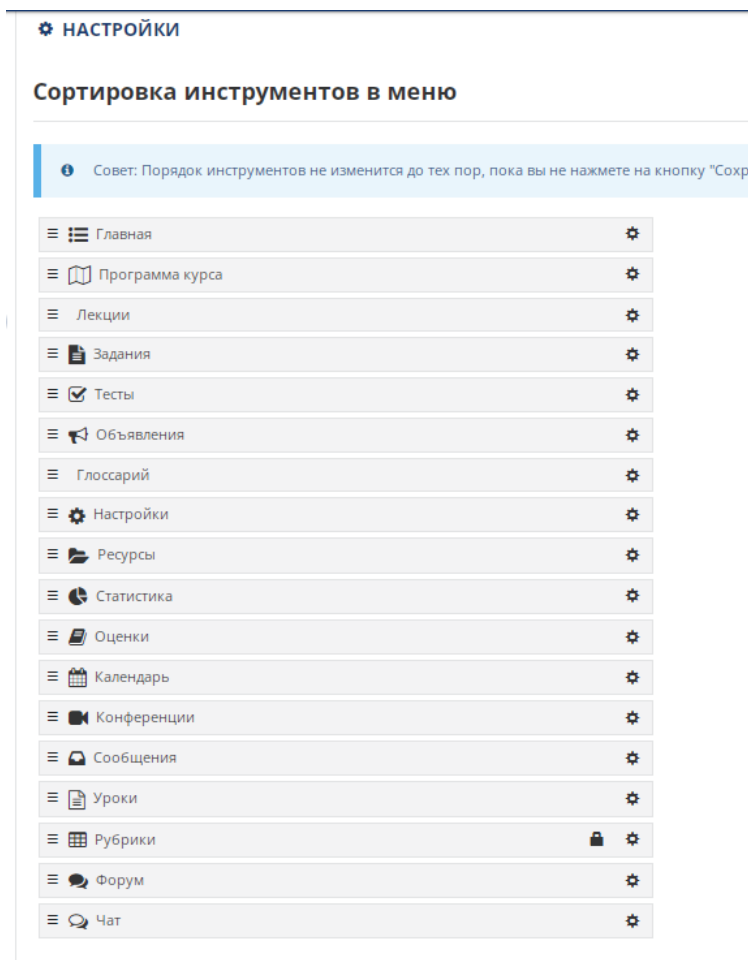 НАСТРОЙКИ
Сортировка инструментов в меню
Совет: Порядок инструментов не изменится до тех пор, пока вы не нажмете на кнопку "Сохр
Главная
Программа курса
Лекции
Задания
Тесты
Объявления
Глоссарий
Настройки
Ресурсы
Статистика
Оценки
Календарь
Конференции
Сообщения
Уроки
Рубрики
Форум
Чат